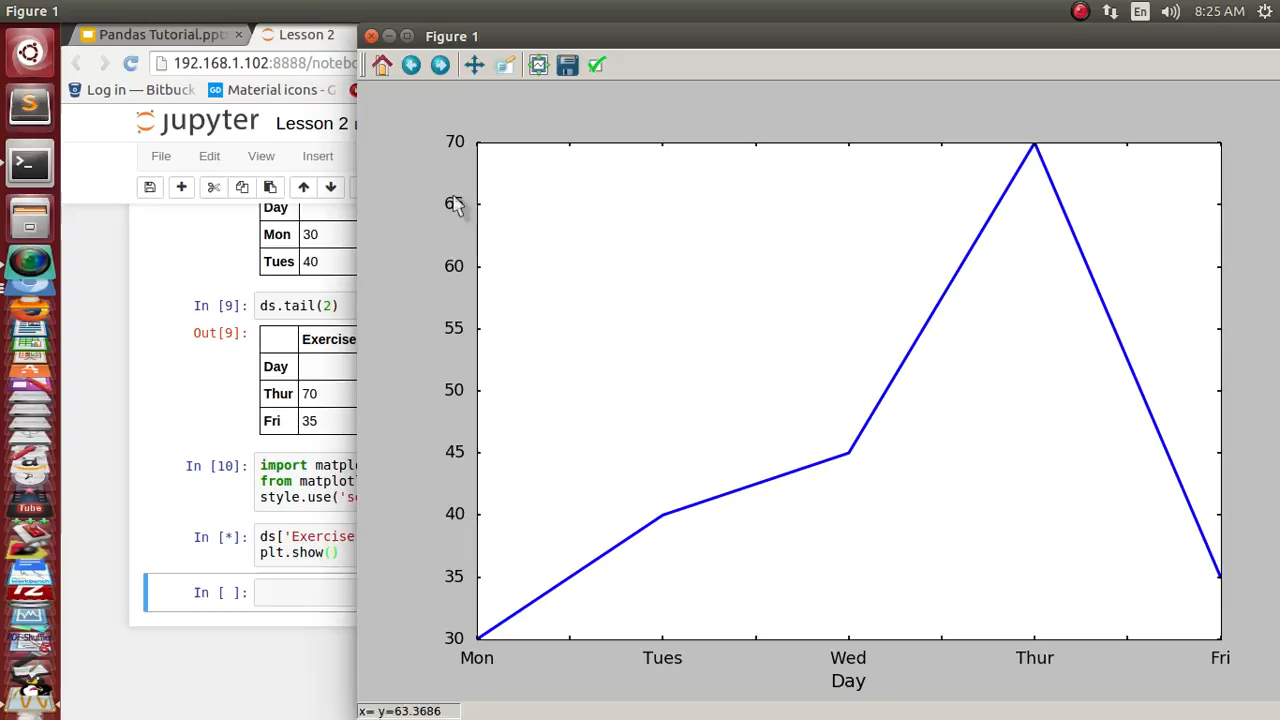 Figure 1
En
8:25 AM
Pandas Tutorial.ppt
Lesson 2
Figure 1
192.168.1.102:8888/noteb
Log in — Bitbuck
GD
Material icons - G
jupyter
Lesson 2
File
Edit
View
Insert
Day
Mon 30
Tues 40
In [9]: ds.tail(2)
Out[9]:
Exercise
Day
Thur 70
Fri 35
In [10]: import matpl
from matplotl
style.use('s
In [*]: ds['Exercise
plt.show()
In [ ]:
Tube
70
60
55
50
45
40
35
30
Mon
Tues
Wed
Thur
Fri
Day
x= y=63.3686